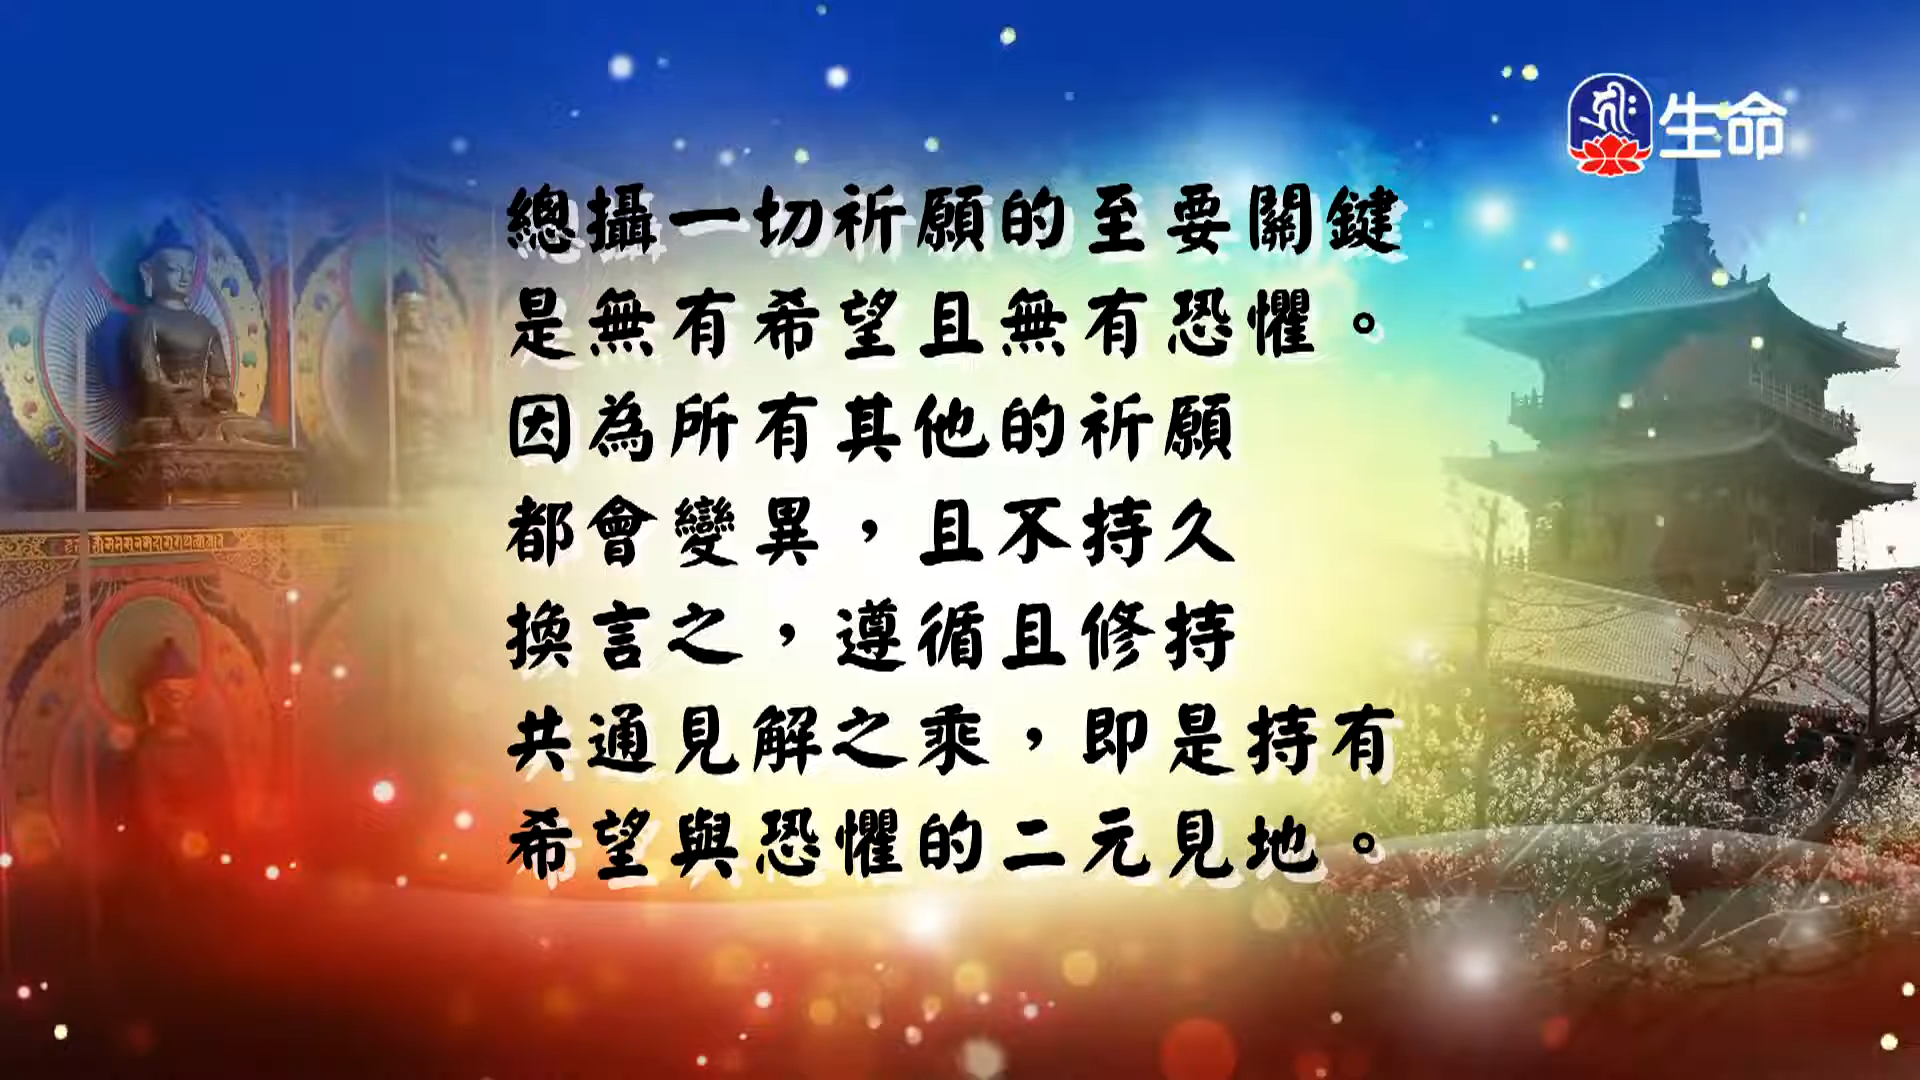 生命
總攝一切祈願的至要關鍵
是無有希望且無有恐懼。
因為所有其他的祈願
都會變異，且不持久
換言之，遵循且修持
共通見解之乘，即是持有
希望與恐懼的二元見地。